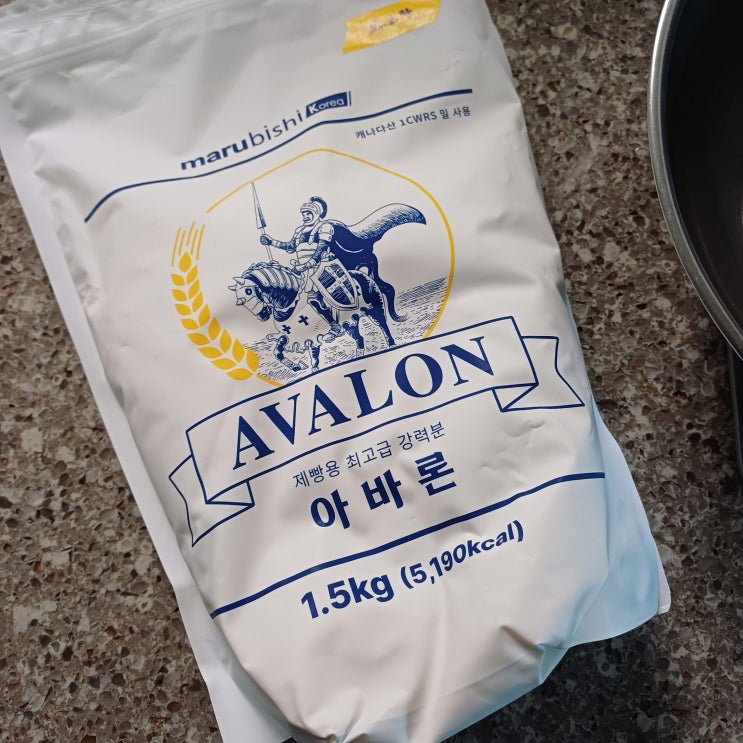 marubishi Korea
캐나다산 1CWRS 밀 사용
AVALON
제빵용 최고급 강력분
아바론
1.5kg (5,190kcal)